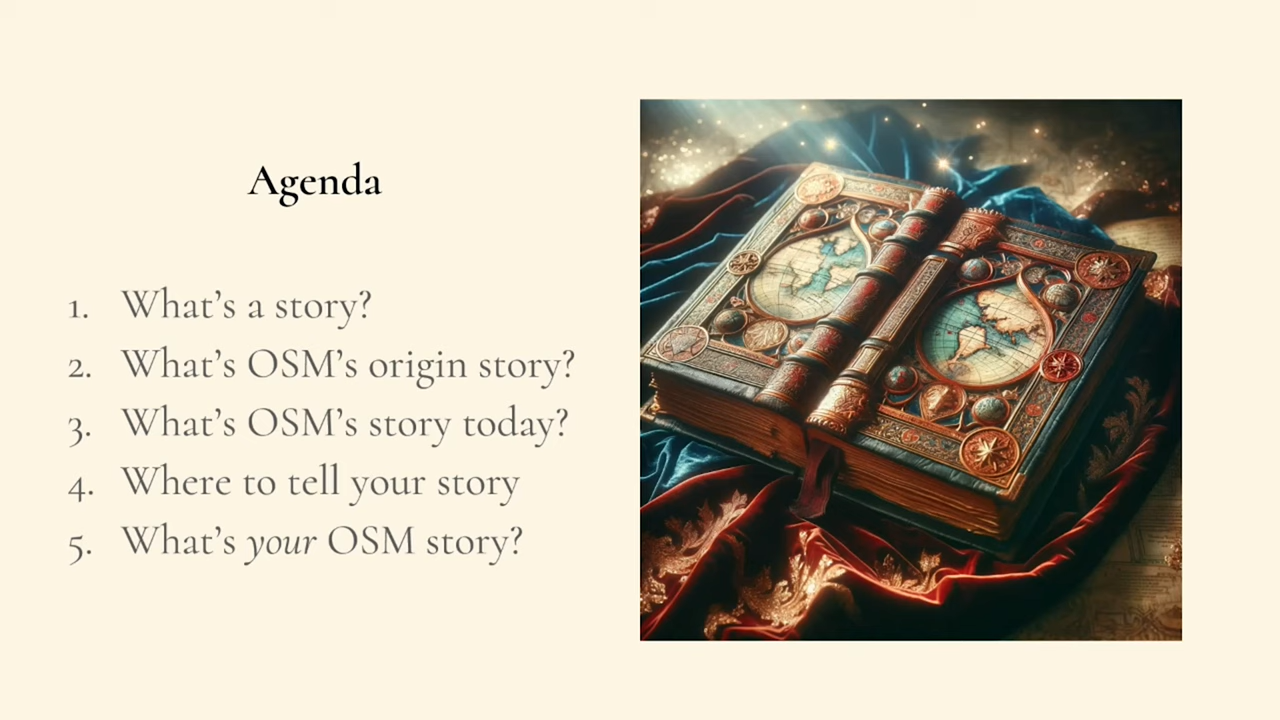 Agenda
1. What's a story?
2. What's OSM's origin story?
3. What's OSM's story today?
4. Where to tell your story
5. What's your OSM story?